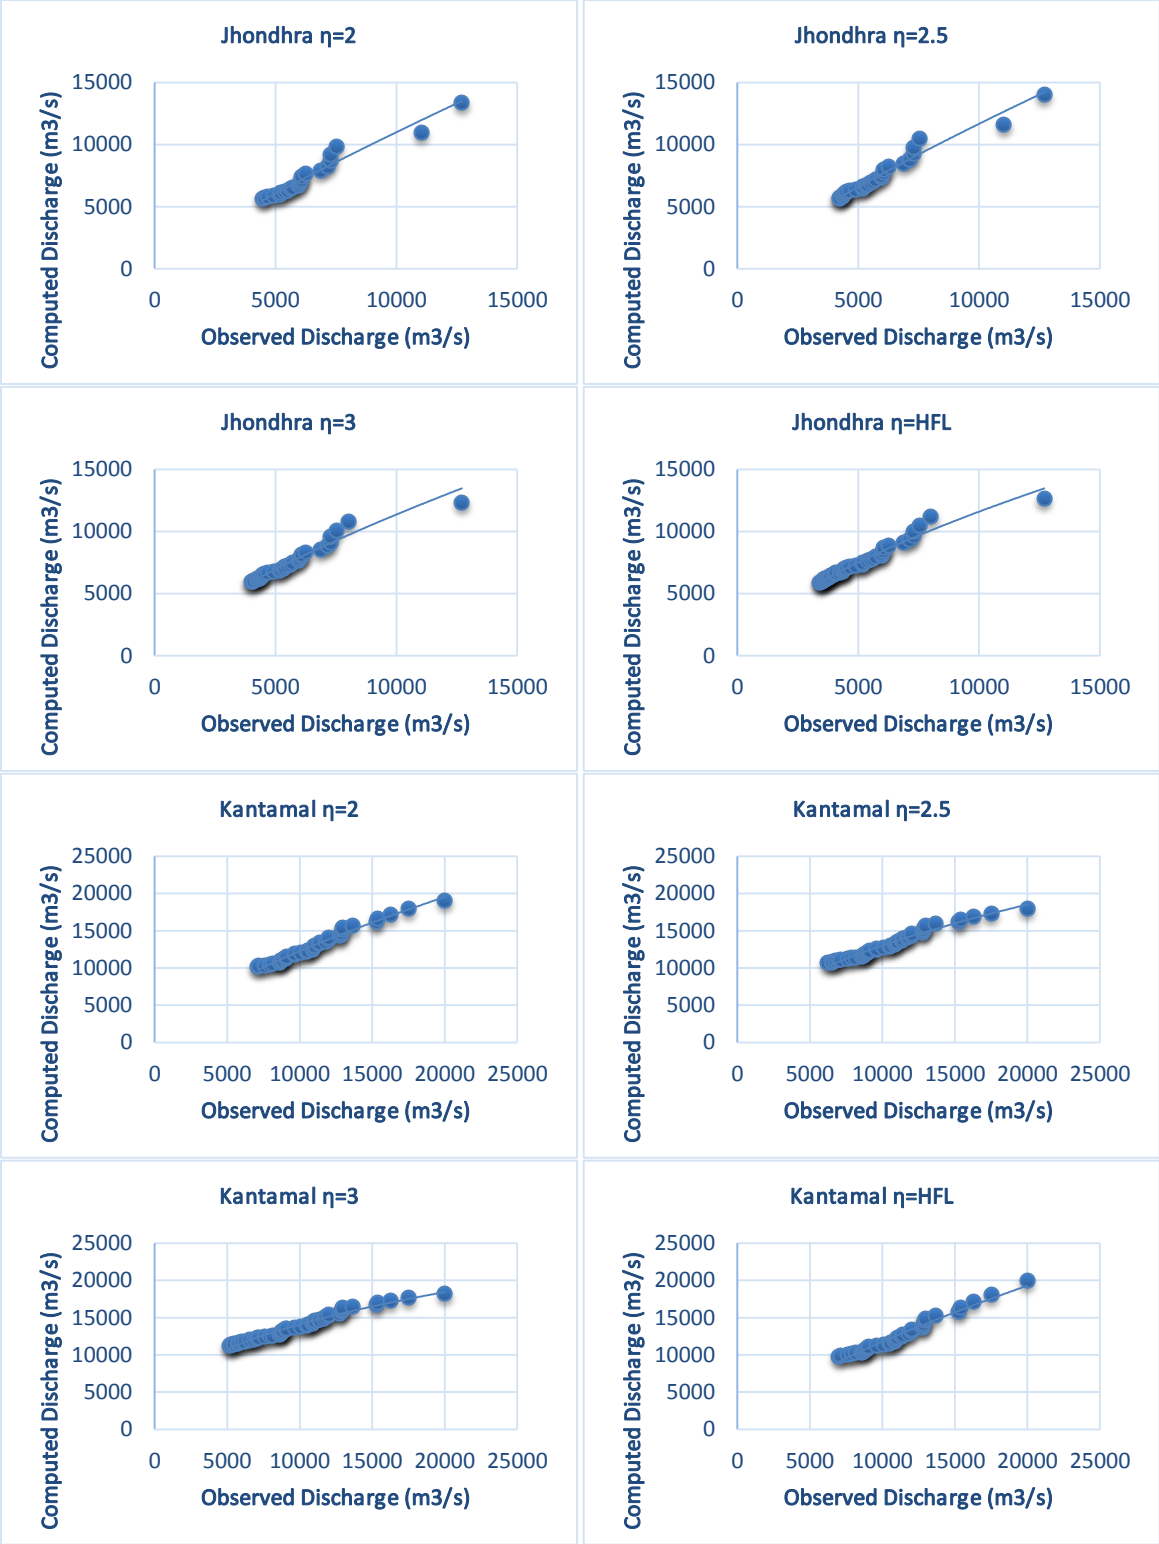 Jhondhra η=2
Computed Discharge (m3/s)
15000
10000
5000
0
0 5000 10000 15000
Observed Discharge (m3/s)
Jhondhra η=2.5
Computed Discharge (m3/s)
15000
10000
5000
0
0 5000 10000 15000
Observed Discharge (m3/s)
Jhondhra η=3
Computed Discharge (m3/s)
15000
10000
5000
0
0 5000 10000 15000
Observed Discharge (m3/s)
Jhondhra η=HFL
Computed Discharge (m3/s)
15000
10000
5000
0
0 5000 10000 15000
Observed Discharge (m3/s)
Kantamal η=2
Computed Discharge (m3/s)
25000
20000
15000
10000
5000
0
0 5000 10000 15000 20000 25000
Observed Discharge (m3/s)
Kantamal η=2.5
Computed Discharge (m3/s)
25000
20000
15000
10000
5000
0
0 5000 10000 15000 20000 25000
Observed Discharge (m3/s)
Kantamal η=3
Computed Discharge (m3/s)
25000
20000
15000
10000
5000
0
0 5000 10000 15000 20000 25000
Observed Discharge (m3/s)
Kantamal η=HFL
Computed Discharge (m3/s)
25000
20000
15000
10000
5000
0
0 5000 10000 15000 20000 25000
Observed Discharge (m3/s)